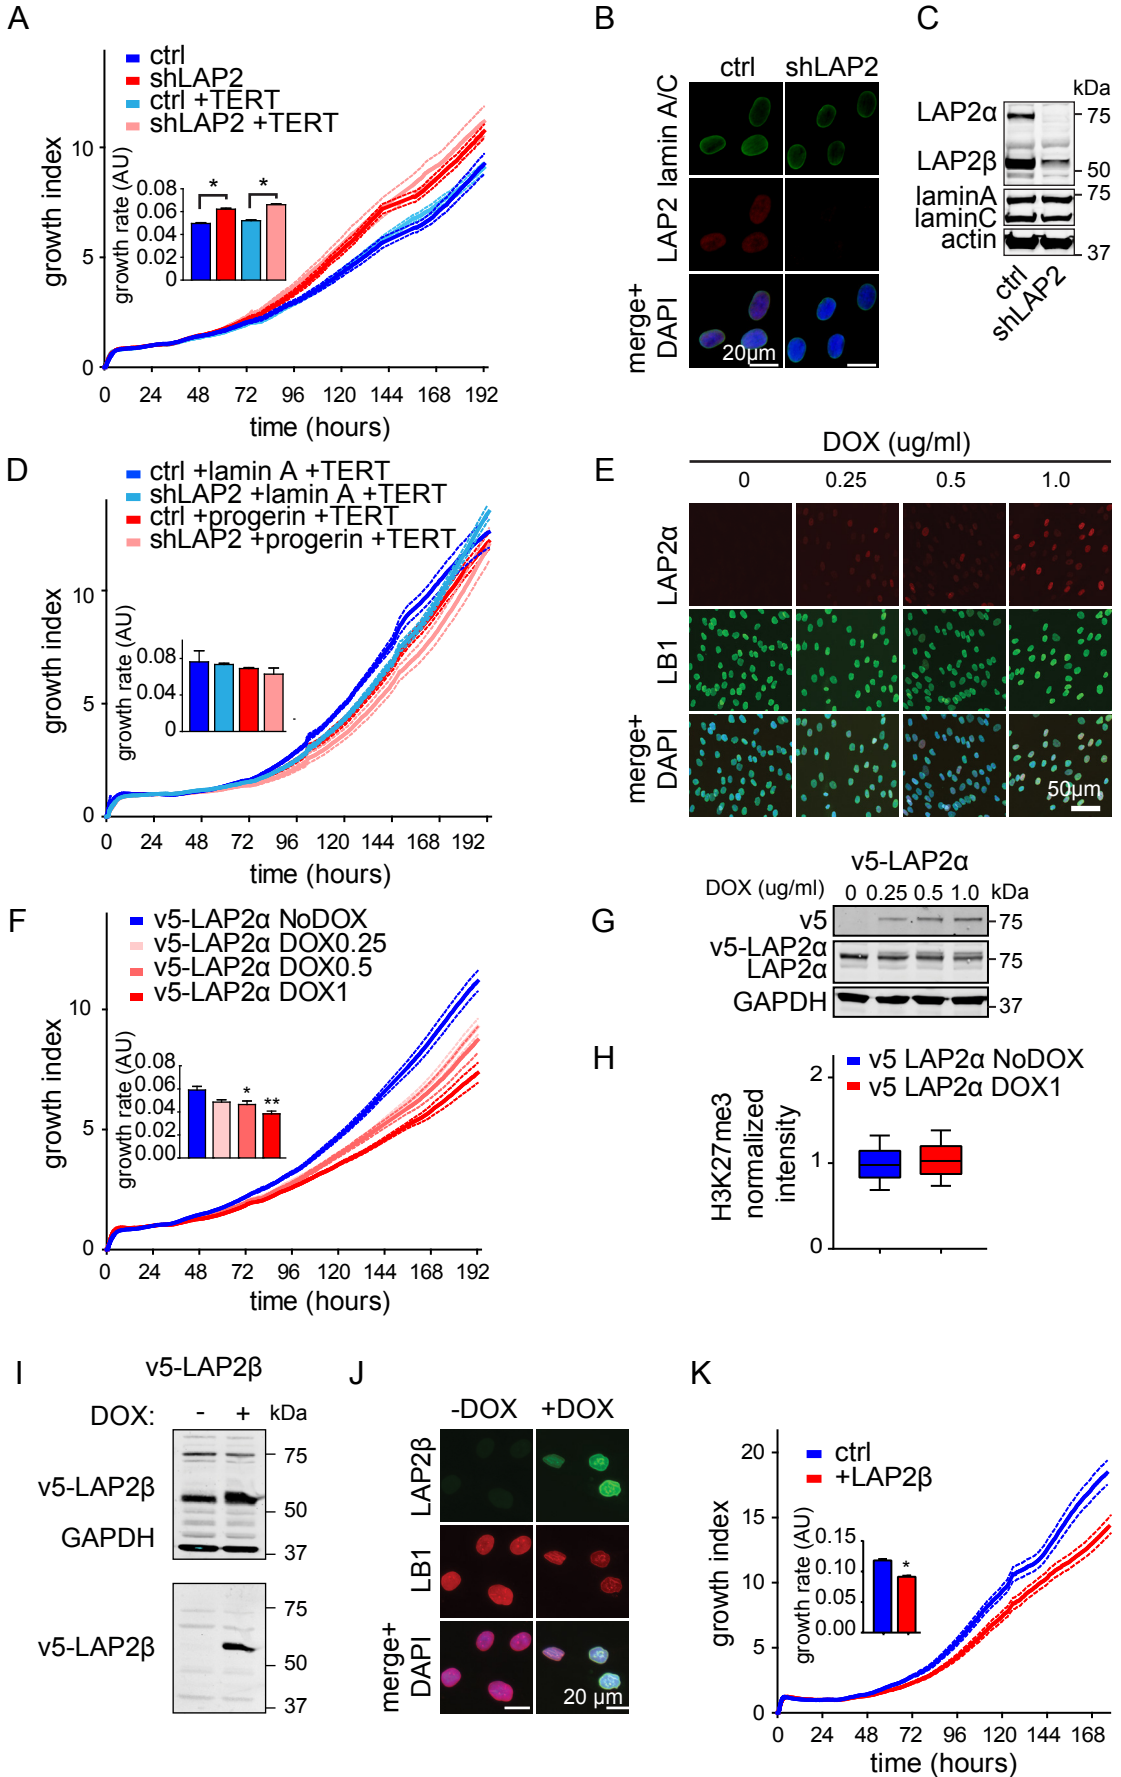 A
ctrl
shLAP2
ctrl +TERT
shLAP2 +TERT
growth index
10
5
0
growth rate (AU)
0.08
0.06
0.04
0.02
0
* *
0 24 48 72 96 120 144 168 192
time (hours)
B
ctrl shLAP2
lamin A/C
LAP2
merge+
DAPI
20µm
C
kDa
LAP2α
75
LAP2β
50
laminA
75
laminC
actin
37
ctrl
shLAP2
D
ctrl +lamin A +TERT
shLAP2 +lamin A +TERT
ctrl +progerin +TERT
shLAP2 +progerin +TERT
growth index
10
5
0
growth rate (AU)
0.08
0.04
0
0 24 48 72 96 120 144 168 192
time (hours)
E
DOX (ug/ml)
0 0.25 0.5 1.0
LAP2α
LB1
merge+
DAPI
50µm
F
v5-LAP2α NoDOX
v5-LAP2α DOX0.25
v5-LAP2α DOX0.5
v5-LAP2α DOX1
growth index
10
5
0
growth rate (AU)
0.08
0.06
0.04
0.02
0.00
* **
0 24 48 72 96 120 144 168 192
time (hours)
G
v5-LAP2α
DOX (ug/ml) 0 0.25 0.5 1.0 kDa
v5
75
v5-LAP2α
LAP2α
75
GAPDH
37
H
v5 LAP2α NoDOX
v5 LAP2α DOX1
H3K27me3
normalized
intensity
2
1
0
I
v5-LAP2β
DOX: - + kDa
75
v5-LAP2β
50
GAPDH
37
75
v5-LAP2β
50
37
J
-DOX +DOX
LAP2β
LB1
merge+
DAPI
20 µm
K
ctrl
+LAP2β
growth index
20
15
10
5
0
growth rate (AU)
0.15
0.10
0.05
0.00
*
0 24 48 72 96 120 144 168
time (hours)